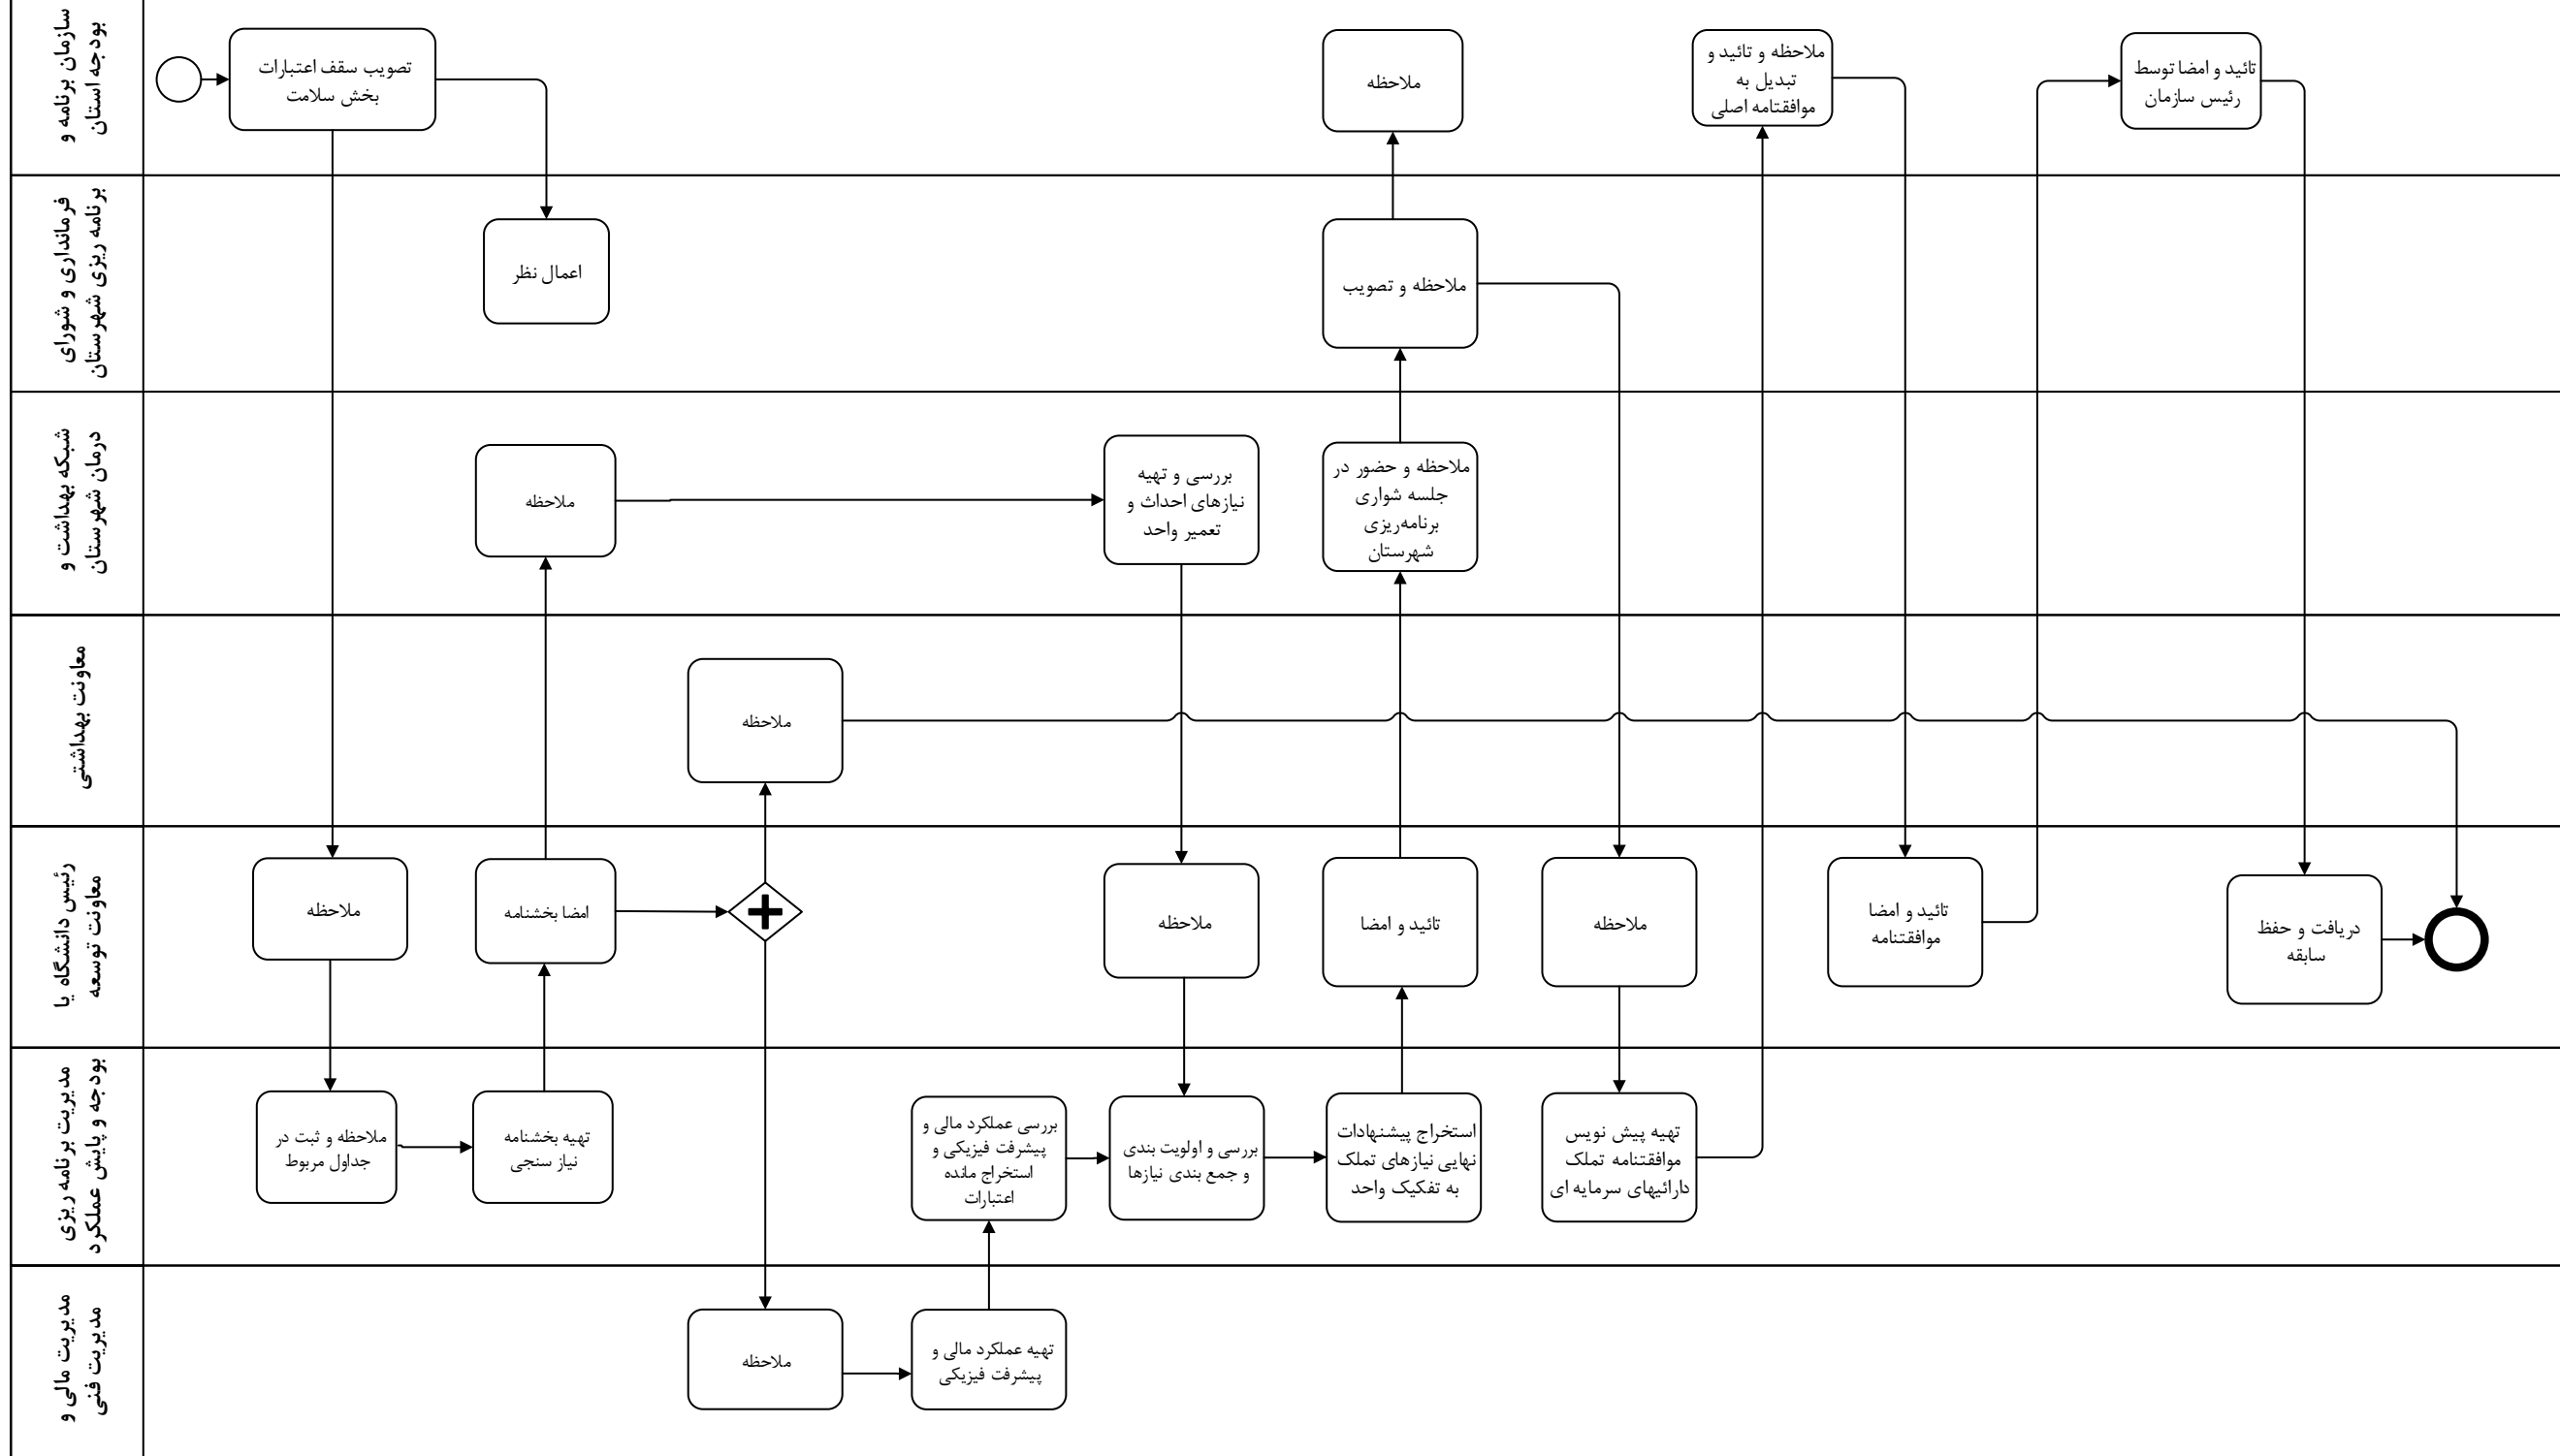 سازمان برنامه و
بودجه استان
تصویب سقف اعتبارات
بخش سلامت
ملاحظه
ملاحظه و تائید و
تبدیل به
موافقتنامه اصلی
تائید و امضا توسط
رئیس سازمان
فرمانداری و شورای
برنامه ریزی شهرستان
اعمال نظر
ملاحظه و تصویب
شبکه بهداشت و
درمان شهرستان
ملاحظه
بررسی و تهیه
نیازهای احداث و
تعمیر واحد
ملاحظه و حضور در
جلسه شواری
برنامه‌ریزی
شهرستان
معاونت بهداشتی
ملاحظه
رئیس دانشگاه یا
معاونت توسعه
ملاحظه
امضا بخشنامه
ملاحظه
تائید و امضا
ملاحظه
تائید و امضا
موافقتنامه
دریافت و حفظ
سابقه
مدیریت برنامه ریزی
بودجه و پایش عملکرد
ملاحظه و ثبت در
جداول مربوط
تهیه بخشنامه
نیاز سنجی
بررسی عملکرد مالی و
پیشرفت فیزیکی و
استخراج مانده
اعتبارات
بررسی و اولویت بندی
و جمع بندی نیازها
استخراج پیشنهادات
نهایی نیازهای تملک
به تفکیک واحد
تهیه پیش نویس
موافقتنامه تملک
دارائیهای سرمایه ای
مدیریت مالی و
مدیریت فنی
ملاحظه
تهیه عملکرد مالی و
پیشرفت فیزیکی